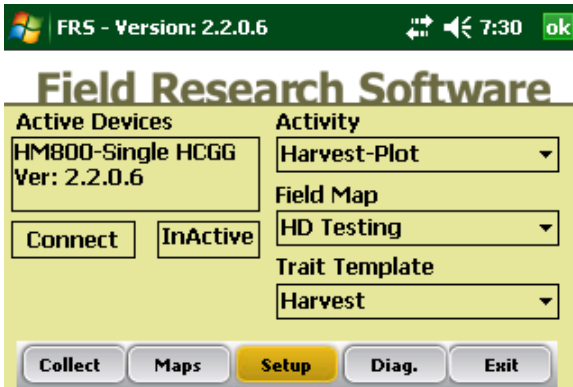 FRS - Version: 2.2.0.6 7:30 ok
Field Research Software
Active Devices
HM800-Single HCGG
Ver: 2.2.0.6
Connect InActive
Activity
Harvest-Plot
Field Map
HD Testing
Trait Template
Harvest
Collect Maps Setup Diag. Exit